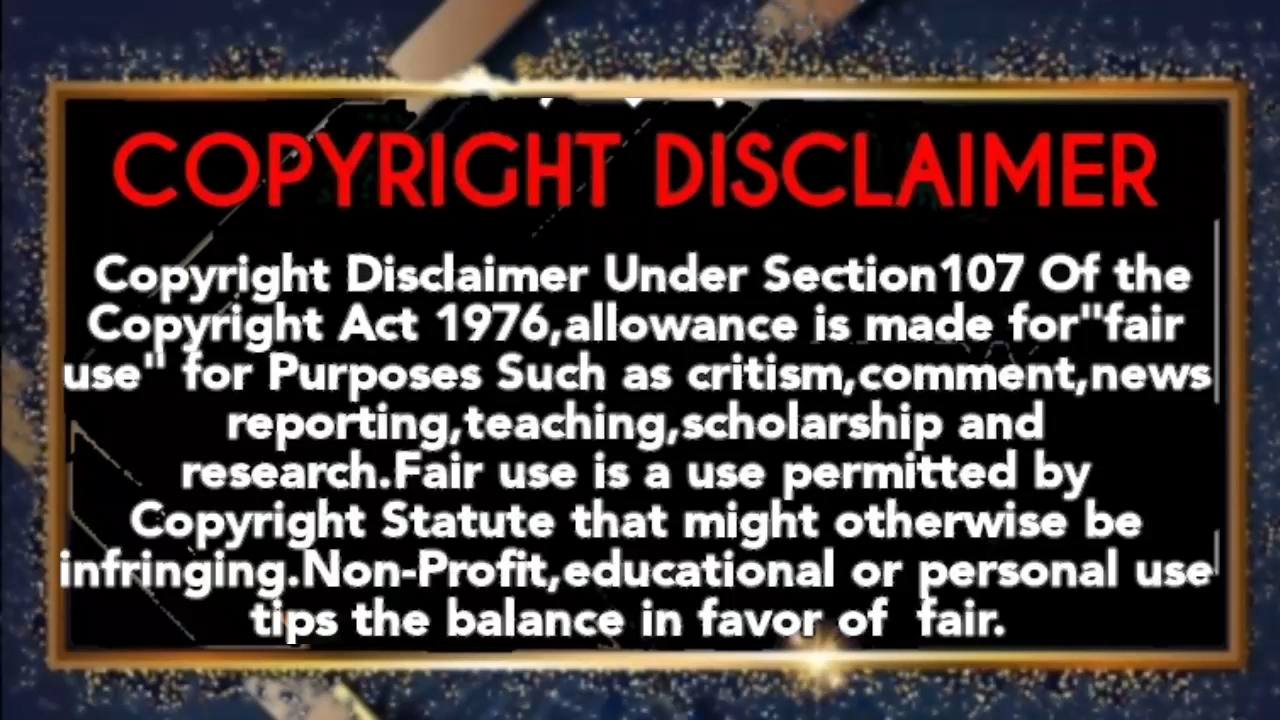 COPYRIGHT DISCLAIMER
Copyright Disclaimer Under Section107 Of the
Copyright Act 1976,allowance is made for"fair
use" for Purposes Such as critism,comment,news
reporting,teaching,scholarship and
research.Fair use is a use permitted by
Copyright Statute that might otherwise be
infringing.Non-Profit,educational or personal use
tips the balance in favor of  fair.